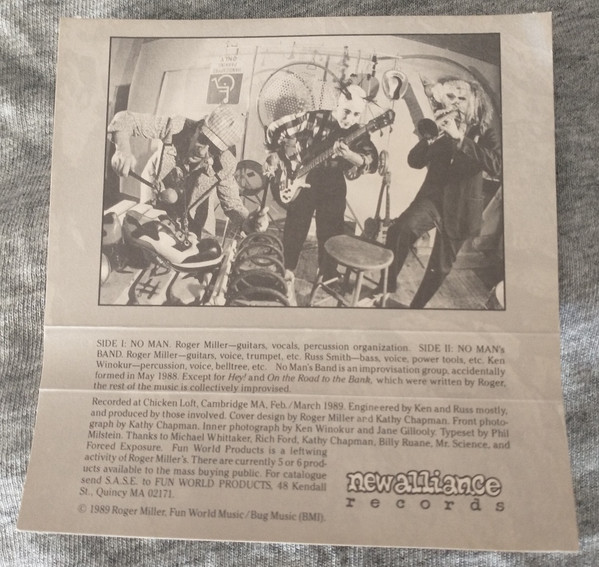 SIDE I: NO MAN. Roger Miller—guitars, vocals, percussion organization. SIDE II: NO MAN's
BAND. Roger Miller—guitars, voice, trumpet, etc. Russ Smith—bass, voice, power tools, etc. Ken
Winokur—percussion, voice, belltree, etc. No Man's Band is an improvisation group, accidentally
formed in May 1988. Except for Hey! and On the Road to the Bank, which were written by Roger,
the rest of the music is collectively improvised.
Recorded at Chicken Loft, Cambridge MA, Feb./March 1989. Engineered by Ken and Russ mostly,
and produced by those involved. Cover design by Roger Miller and Kathy Chapman. Front photo-
graph by Kathy Chapman. Inner photograph by Ken Winokur and Jane Gillooly. Typeset by Phil
Milstein. Thanks to Michael Whittaker, Rich Ford, Kathy Chapman, Billy Ruane, Mr. Science, and
Forced Exposure. Fun World Products is a leftwing
activity of Roger Miller's. There are currently 5 or 6 prod-
ucts available to the mass buying public. For catalogue
send S.A.S.E. to FUN WORLD PRODUCTS, 48 Kendall
St., Quincy MA 02171.
© 1989 Roger Miller, Fun World Music/Bug Music (BMI).
new alliance
records